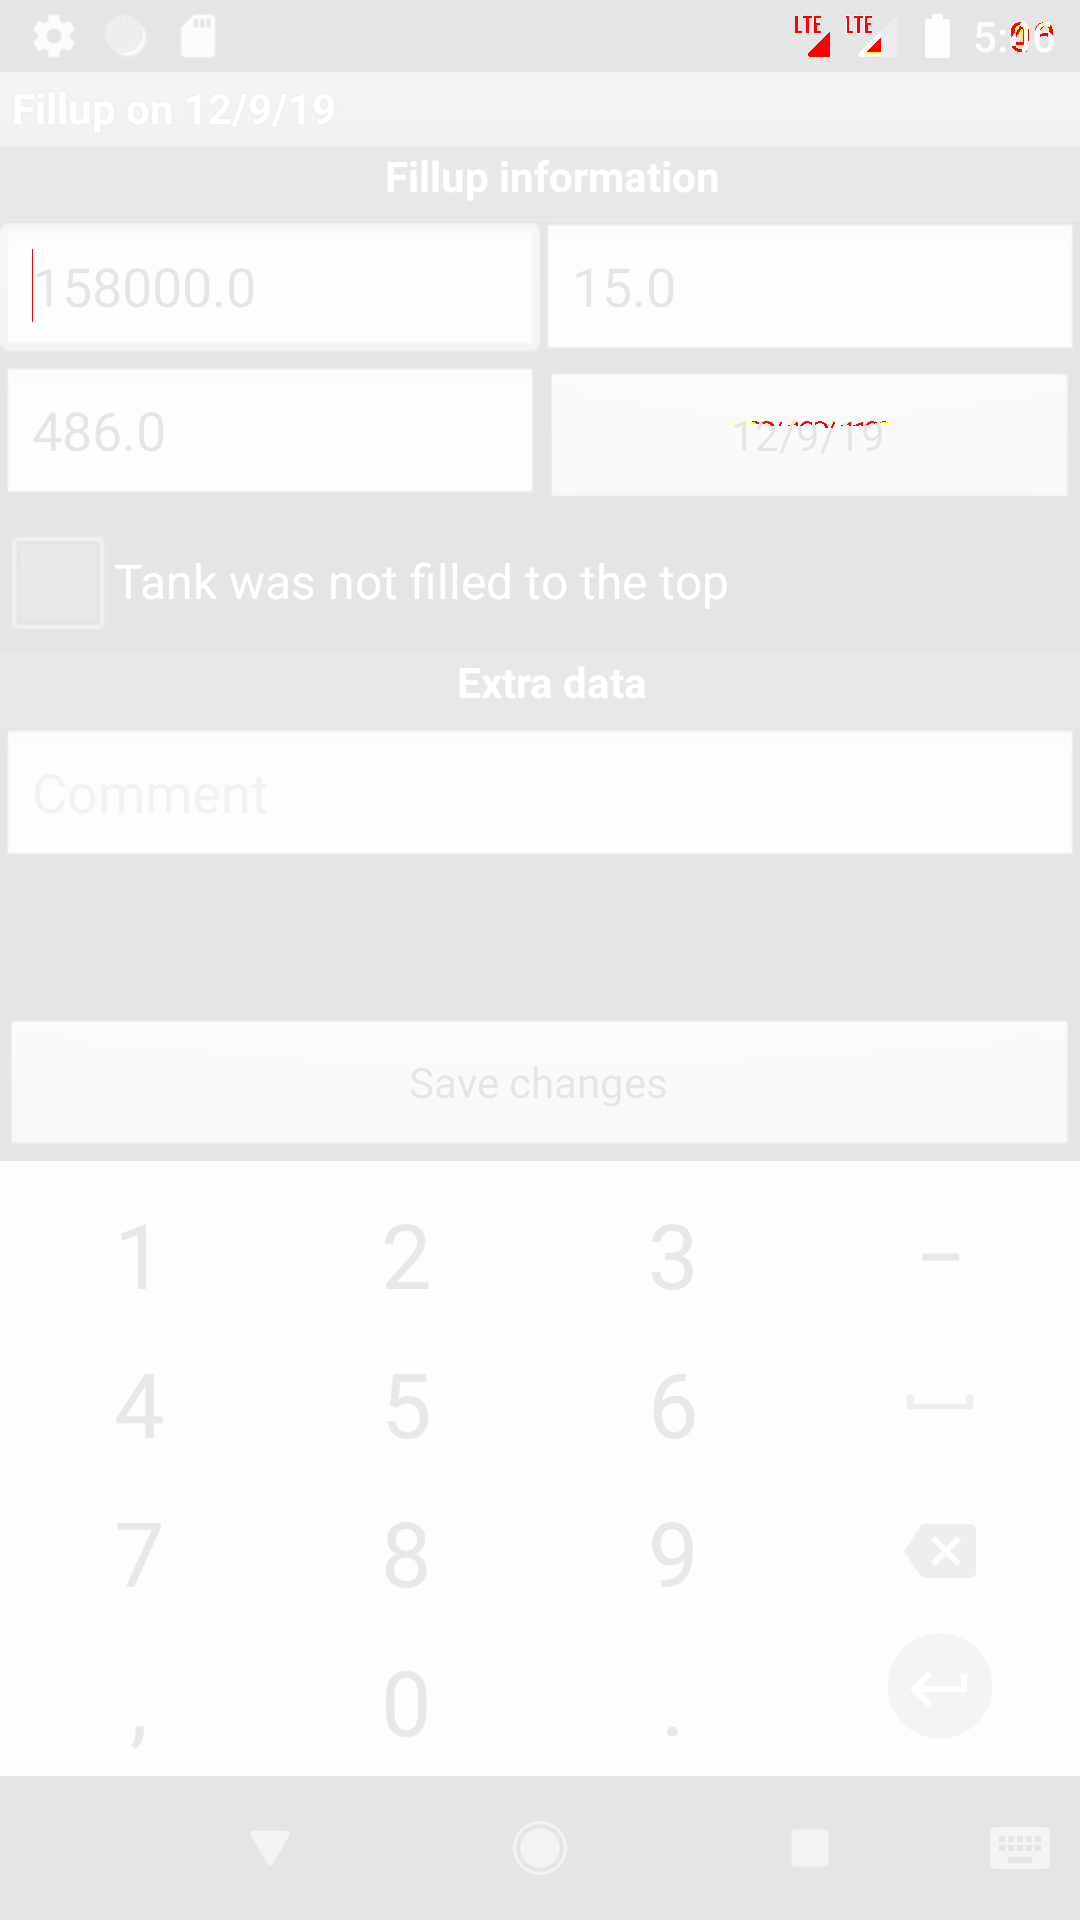 LTE LTE
Fillup on 12/9/19
Fillup information
158000.0 15.0
486.0 12/9/19
Tank was not filled to the top
Extra data
Comment
Save changes
1 2 3 –
4 5 6
7 8 9
, 0 .